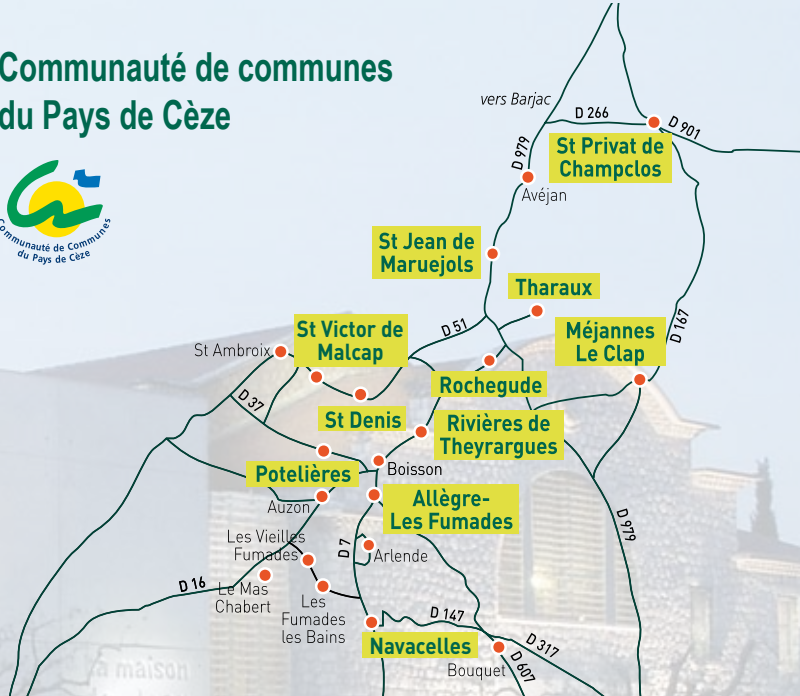 Communauté de communes
du Pays de Cèze
Communauté de Communes
du Pays de Cèze
vers Barjac
D 266
D 901
D 979
St Privat de
Champclos
Avéjan
St Jean de
Maruejols
Tharaux
D 51
D 167
St Victor de
Malcap
Méjannes
Le Clap
St Ambroix
Rochegude
D 37
St Denis
Rivières de
Theyrargues
Potelières
Boisson
Allègre-
Les Fumades
Auzon
D 979
Les Vieilles
Fumades
D 7
Arlende
D 16
Le Mas
Chabert
Les
Fumades
les Bains
D 147
Navacelles
D 317
Bouquet
D 607
la maison